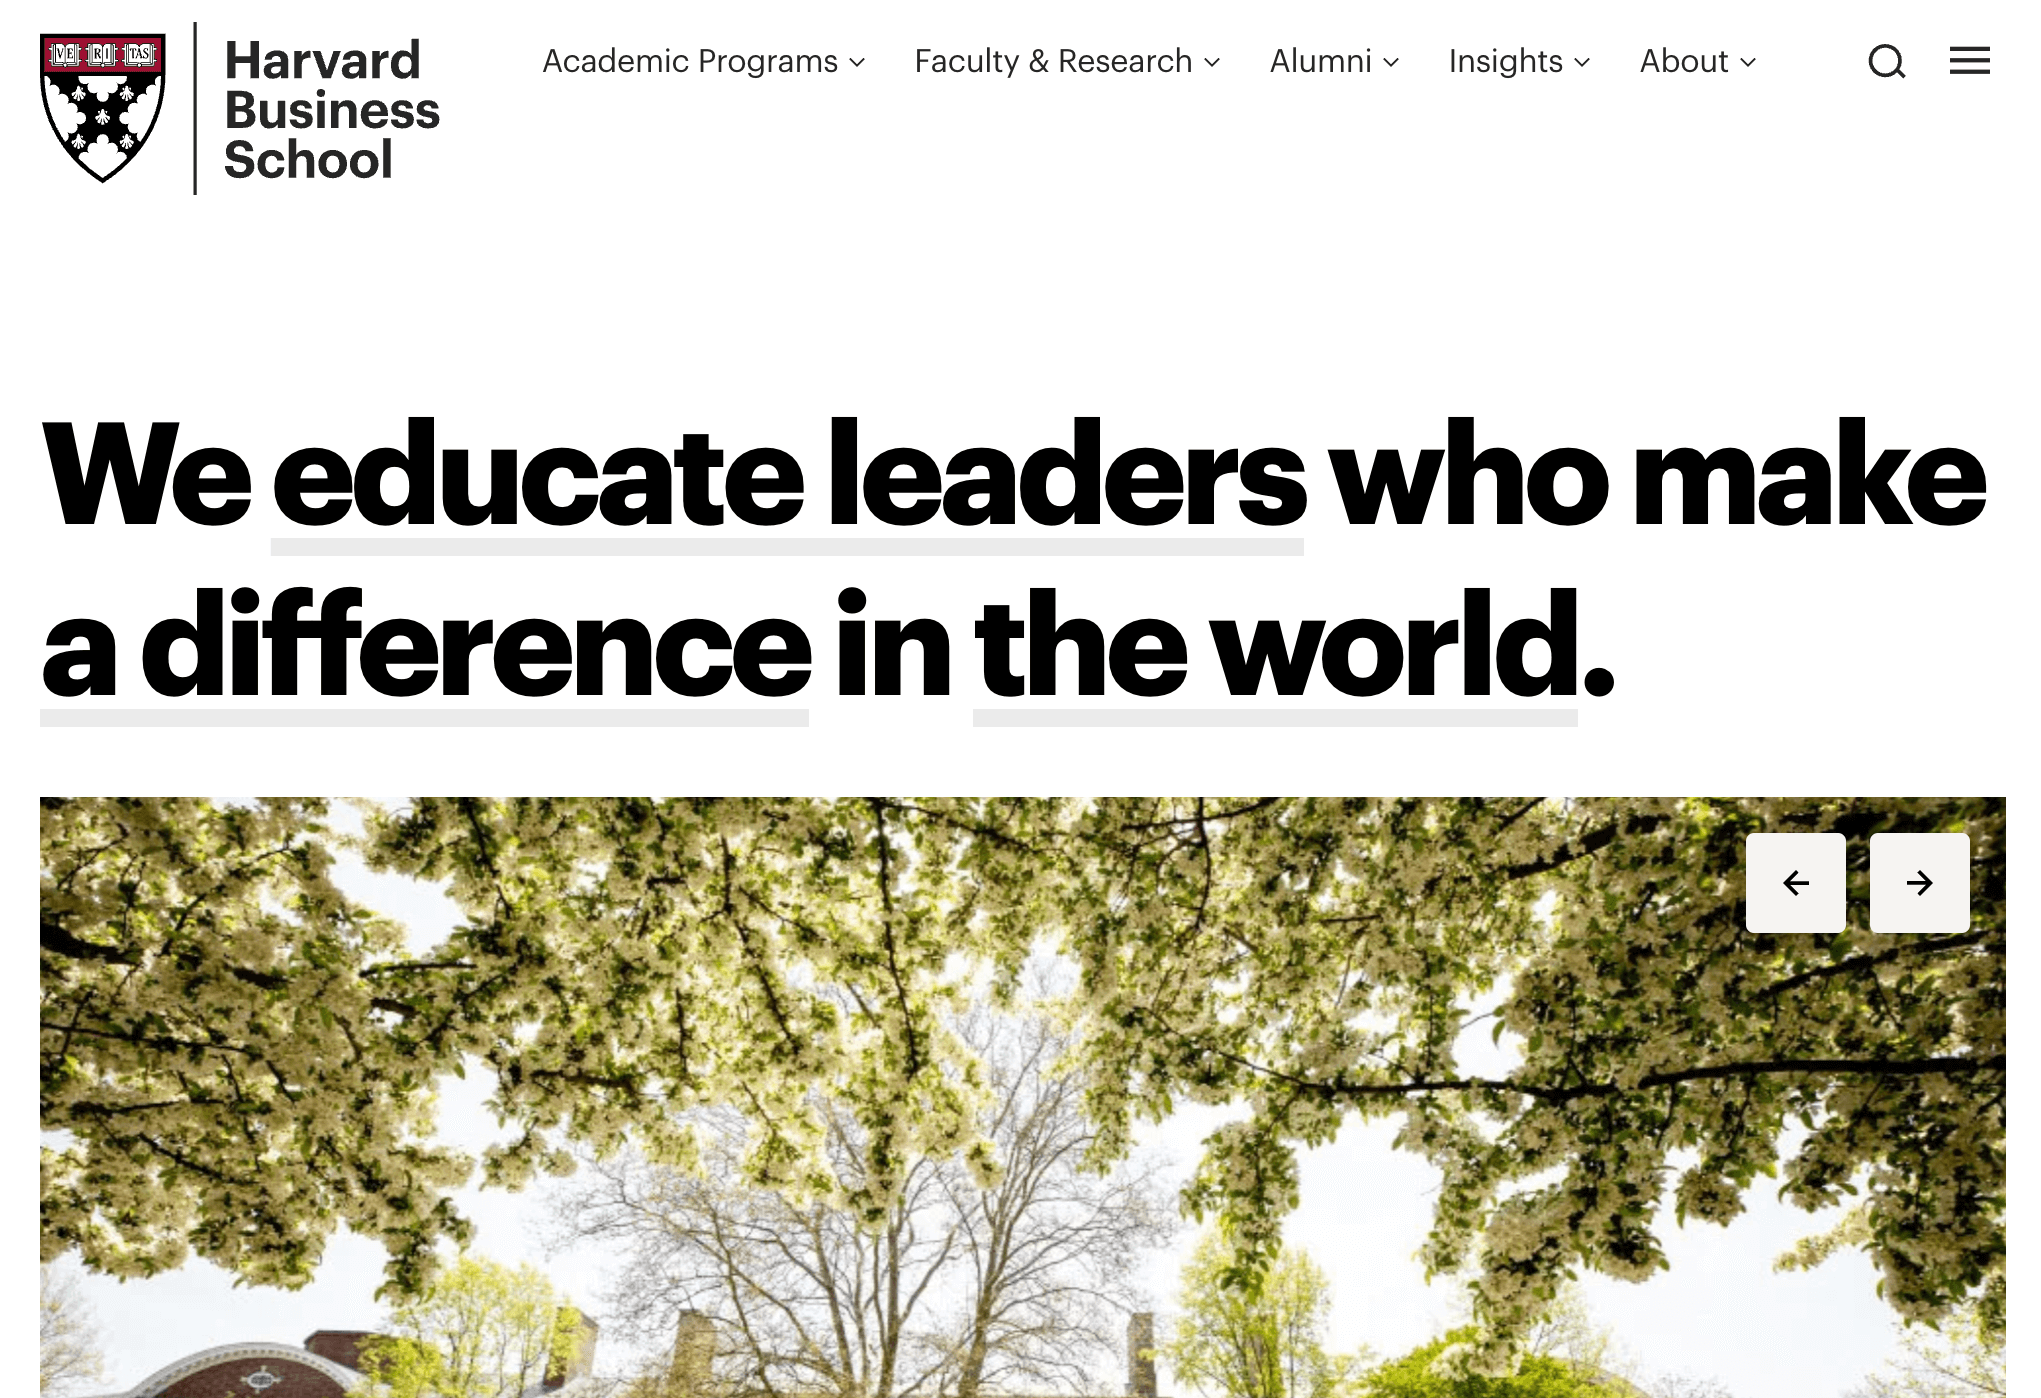 VE RI TAS
Harvard
Business
School
Academic Programs
Faculty & Research
Alumni
Insights
About
We educate leaders who make
a difference in the world.